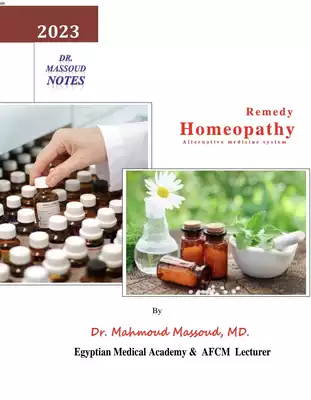 2023
DR.
MASSOUD
NOTES
Remedy
Homeopathy
Alternative medicine system
By
Dr. Mahmoud Massoud, MD.
Egyptian Medical Academy & AFCM Lecturer